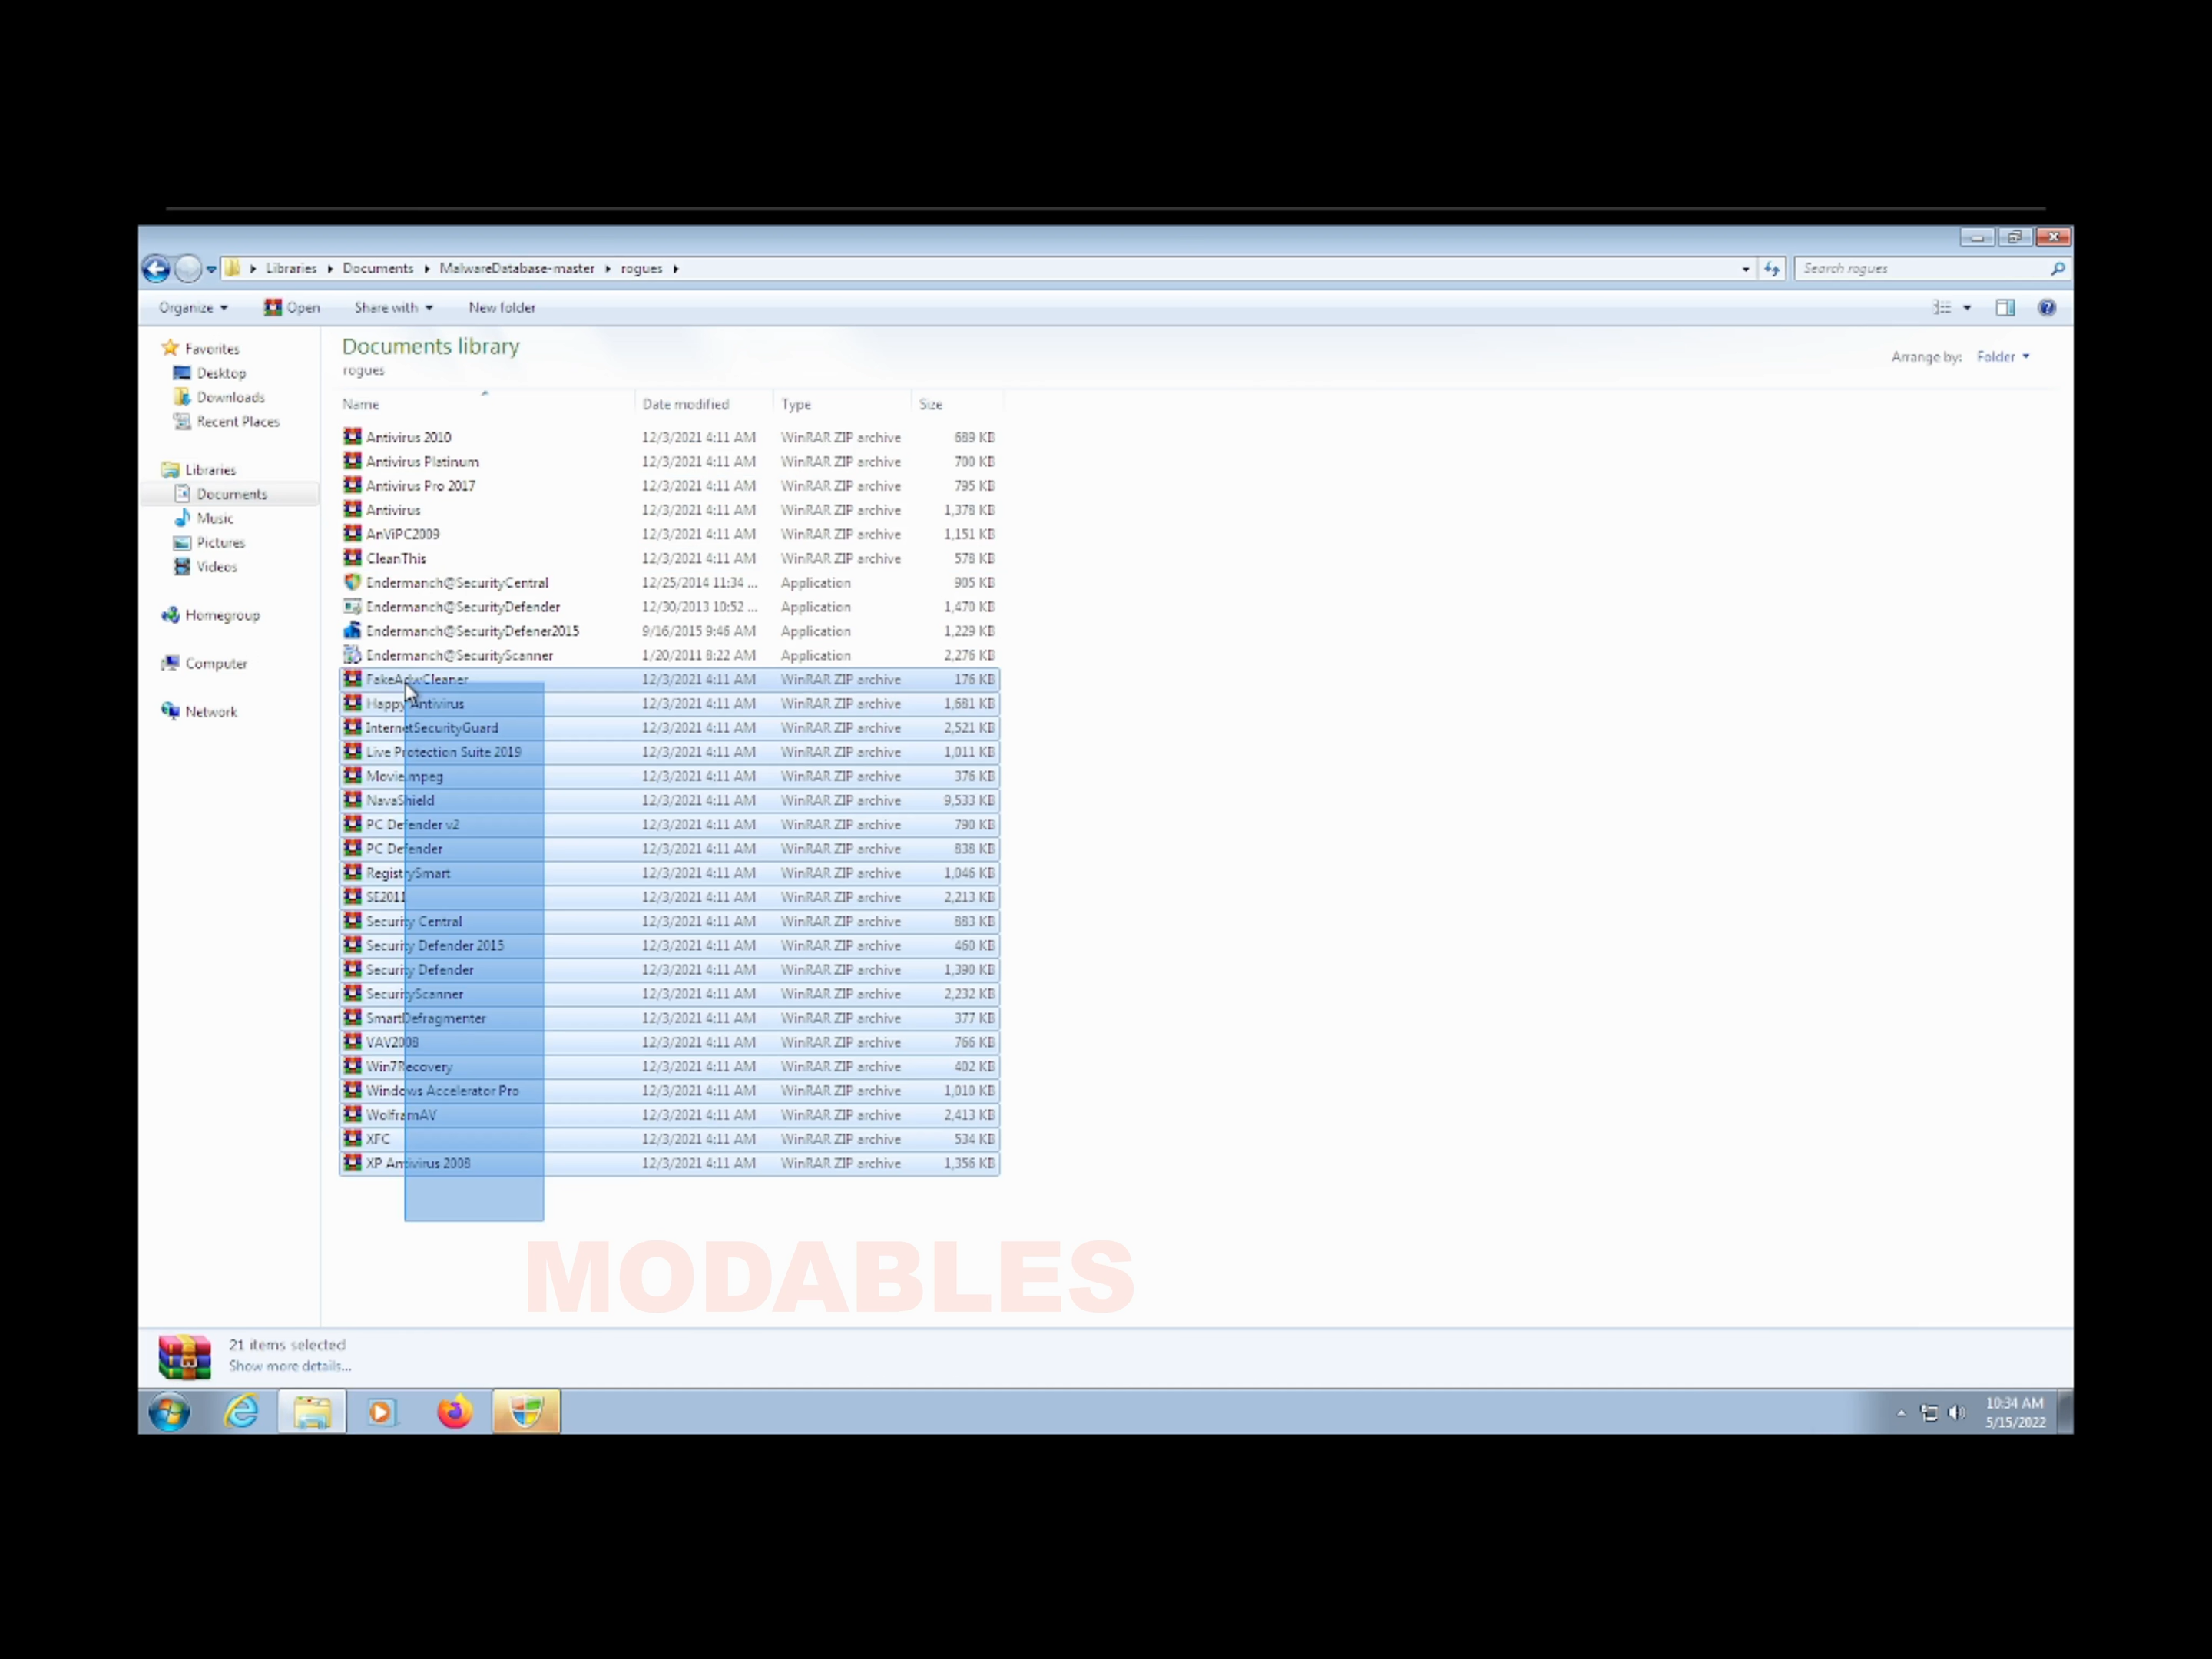 Libraries Documents MalwareDatabase-master rogues
Search rogues
Organize Open Share with New folder
Favorites
Desktop
Downloads
Recent Places
Libraries
Documents
Music
Pictures
Videos
Homegroup
Computer
Network
Documents library
rogues
Arrange by: Folder
Name Date modified Type Size
Antivirus 2010 12/3/2021 4:11 AM WinRAR ZIP archive 689 KB
Antivirus Platinum 12/3/2021 4:11 AM WinRAR ZIP archive 700 KB
Antivirus Pro 2017 12/3/2021 4:11 AM WinRAR ZIP archive 795 KB
Antivirus 12/3/2021 4:11 AM WinRAR ZIP archive 1,378 KB
AnViPC2009 12/3/2021 4:11 AM WinRAR ZIP archive 1,151 KB
CleanThis 12/3/2021 4:11 AM WinRAR ZIP archive 578 KB
Endermanch@SecurityCentral 12/25/2014 11:34 ... Application 905 KB
Endermanch@SecurityDefender 12/30/2013 10:52 ... Application 1,470 KB
Endermanch@SecurityDefener2015 9/16/2015 9:46 AM Application 1,229 KB
Endermanch@SecurityScanner 1/20/2011 8:22 AM Application 2,276 KB
FakeAdwCleaner 12/3/2021 4:11 AM WinRAR ZIP archive 176 KB
Happy Antivirus 12/3/2021 4:11 AM WinRAR ZIP archive 1,681 KB
InternetSecurityGuard 12/3/2021 4:11 AM WinRAR ZIP archive 2,521 KB
Live Protection Suite 2019 12/3/2021 4:11 AM WinRAR ZIP archive 1,011 KB
Movie.mpeg 12/3/2021 4:11 AM WinRAR ZIP archive 376 KB
NavaShield 12/3/2021 4:11 AM WinRAR ZIP archive 9,533 KB
PC Defender v2 12/3/2021 4:11 AM WinRAR ZIP archive 790 KB
PC Defender 12/3/2021 4:11 AM WinRAR ZIP archive 838 KB
RegistrySmart 12/3/2021 4:11 AM WinRAR ZIP archive 1,046 KB
SE2011 12/3/2021 4:11 AM WinRAR ZIP archive 2,213 KB
Security Central 12/3/2021 4:11 AM WinRAR ZIP archive 883 KB
Security Defender 2015 12/3/2021 4:11 AM WinRAR ZIP archive 460 KB
Security Defender 12/3/2021 4:11 AM WinRAR ZIP archive 1,390 KB
SecurityScanner 12/3/2021 4:11 AM WinRAR ZIP archive 2,232 KB
SmartDefragmenter 12/3/2021 4:11 AM WinRAR ZIP archive 377 KB
VAV2008 12/3/2021 4:11 AM WinRAR ZIP archive 766 KB
Win7Recovery 12/3/2021 4:11 AM WinRAR ZIP archive 402 KB
Windows Accelerator Pro 12/3/2021 4:11 AM WinRAR ZIP archive 1,010 KB
WolframAV 12/3/2021 4:11 AM WinRAR ZIP archive 2,413 KB
XFC 12/3/2021 4:11 AM WinRAR ZIP archive 534 KB
XP Antivirus 2008 12/3/2021 4:11 AM WinRAR ZIP archive 1,356 KB
MODABLES
21 items selected
Show more details...
10:34 AM
5/15/2022